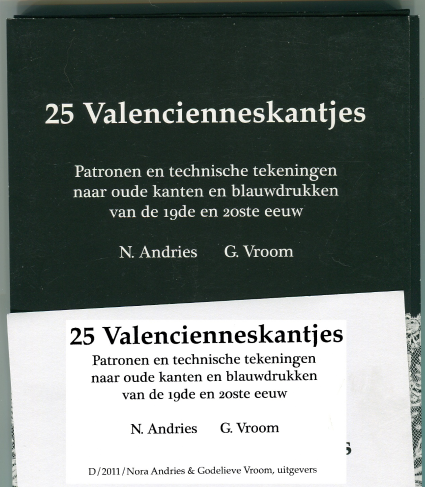 25 Valencienneskantjes
Patronen en technische tekeningen
naar oude kanten en blauwdrukken
van de 19de en 20ste eeuw
N. Andries G. Vroom
25 Valencienneskantjes
Patronen en technische tekeningen
naar oude kanten en blauwdrukken
van de 19de en 20ste eeuw
N. Andries G. Vroom
s
D/2011/Nora Andries & Godelieve Vroom, uitgevers